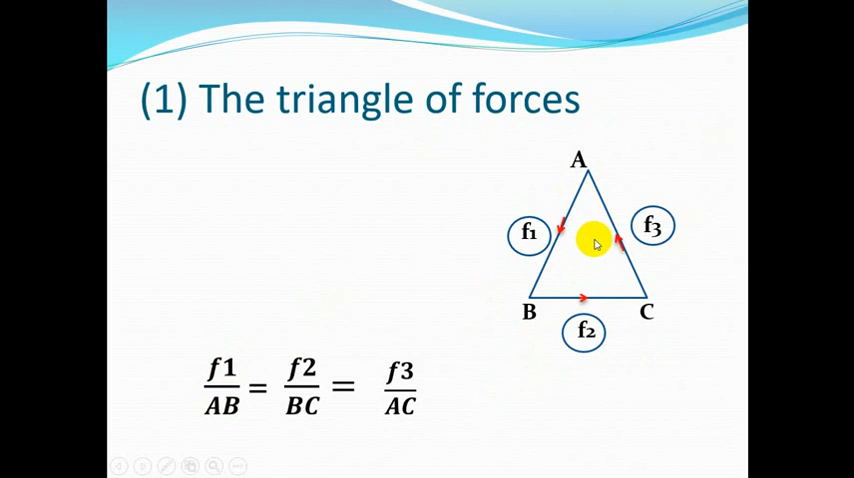 (1) The triangle of forces
A
f1
f3
B
C
f2
f1/AB = f2/BC = f3/AC